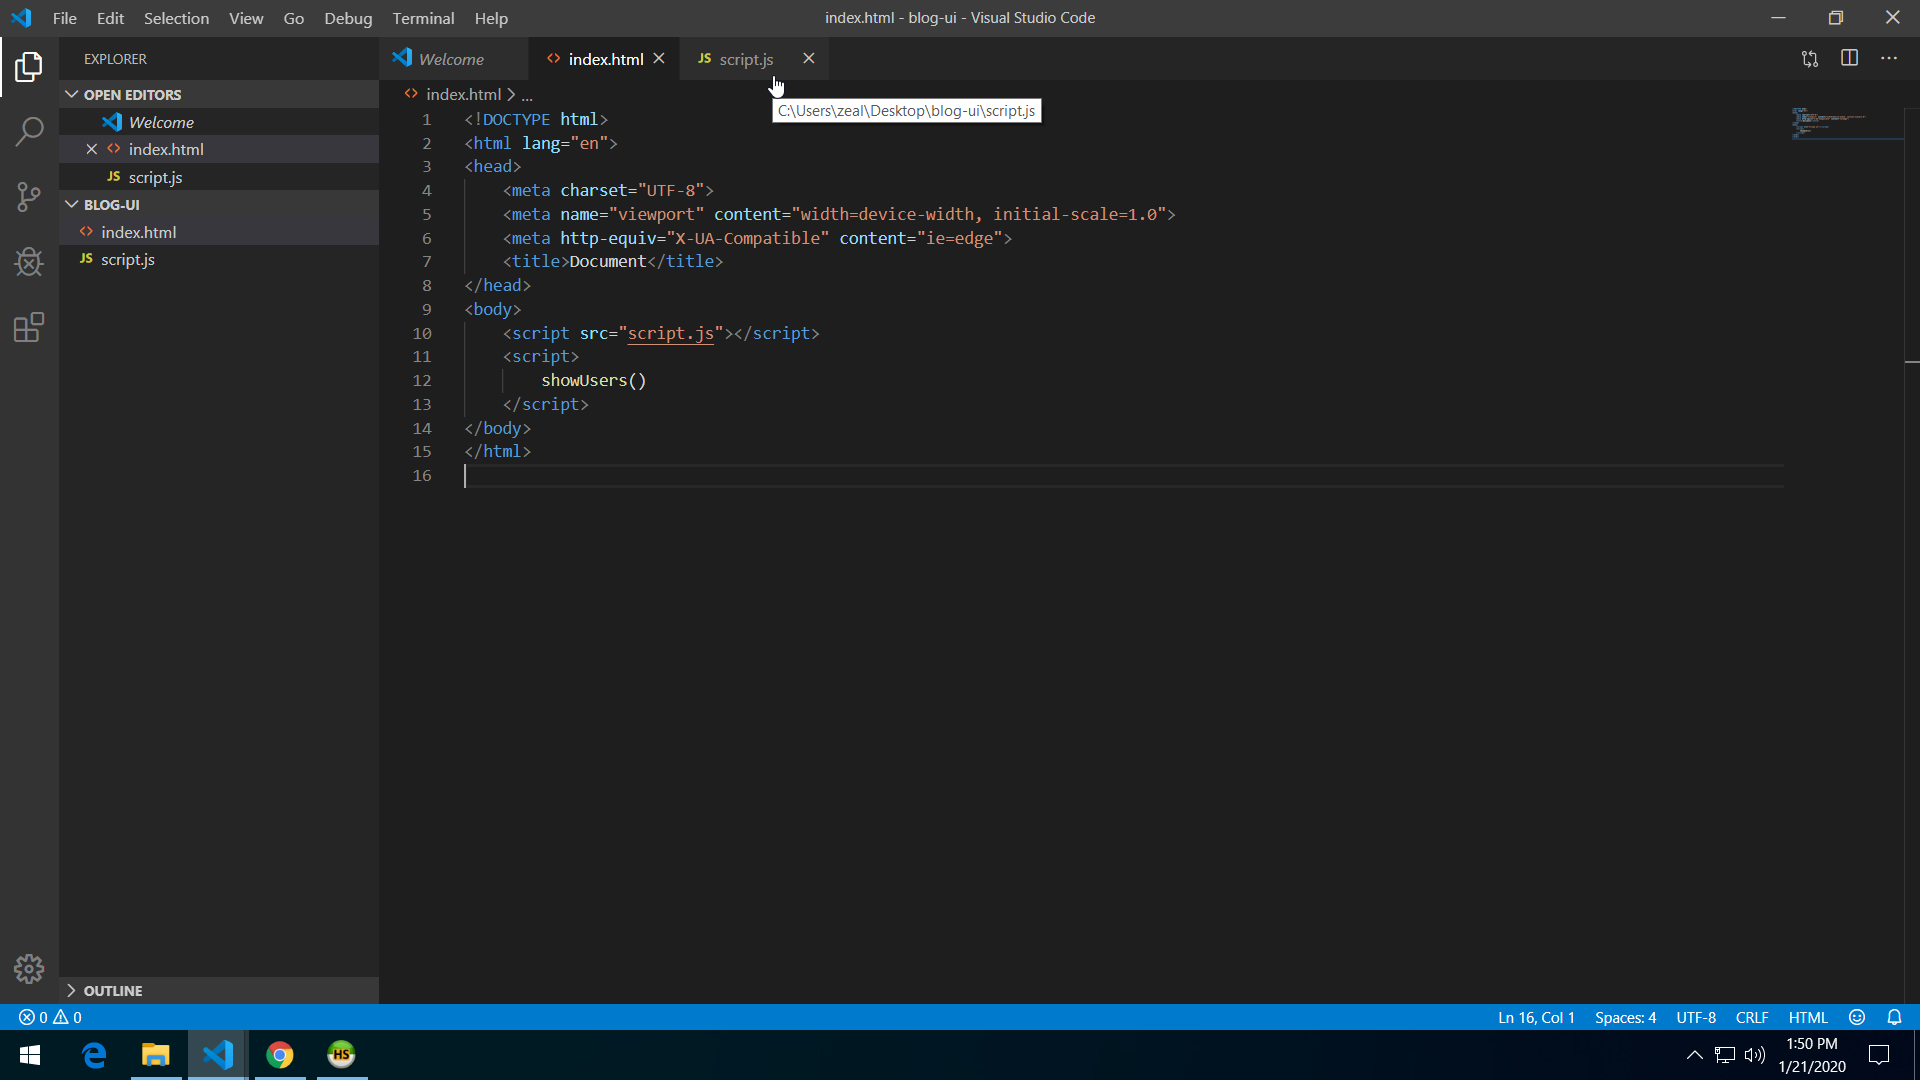 File Edit Selection View Go Debug Terminal Help
index.html - blog-ui - Visual Studio Code
EXPLORER
OPEN EDITORS
Welcome
index.html
JS script.js
BLOG-UI
index.html
JS script.js
OUTLINE
Welcome
index.html
JS script.js
index.html > ...
C:\Users\zeal\Desktop\blog-ui\script.js
1 <!DOCTYPE html>
2 <html lang="en">
3 <head>
4 <meta charset="UTF-8">
5 <meta name="viewport" content="width=device-width, initial-scale=1.0">
6 <meta http-equiv="X-UA-Compatible" content="ie=edge">
7 <title>Document</title>
8 </head>
9 <body>
10 <script src="script.js"></script>
11 <script>
12 showUsers()
13 </script>
14 </body>
15 </html>
16
0 0
Ln 16, Col 1 Spaces: 4 UTF-8 CRLF HTML
HS
1:50 PM
1/21/2020